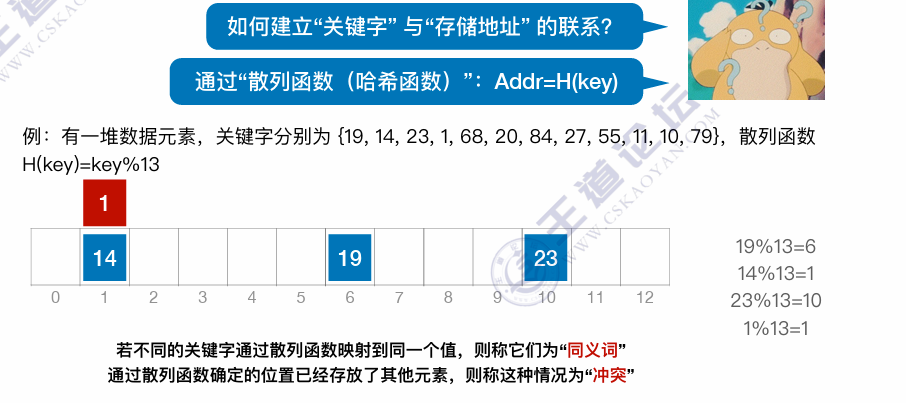 如何建立“关键字” 与“存储地址” 的联系？
通过“散列函数（哈希函数）”：Addr=H(key)
例：有一堆数据元素，关键字分别为 {19, 14, 23, 1, 68, 20, 84, 27, 55, 11, 10, 79}，散列函数
H(key)=key%13
1
14 19 23
0 1 2 3 4 5 6 7 8 9 10 11 12
19%13=6
14%13=1
23%13=10
1%13=1
若不同的关键字通过散列函数映射到同一个值，则称它们为“同义词”
通过散列函数确定的位置已经存放了其他元素，则称这种情况为“冲突”
王道论坛
WWW.CSKAOYAN.COM